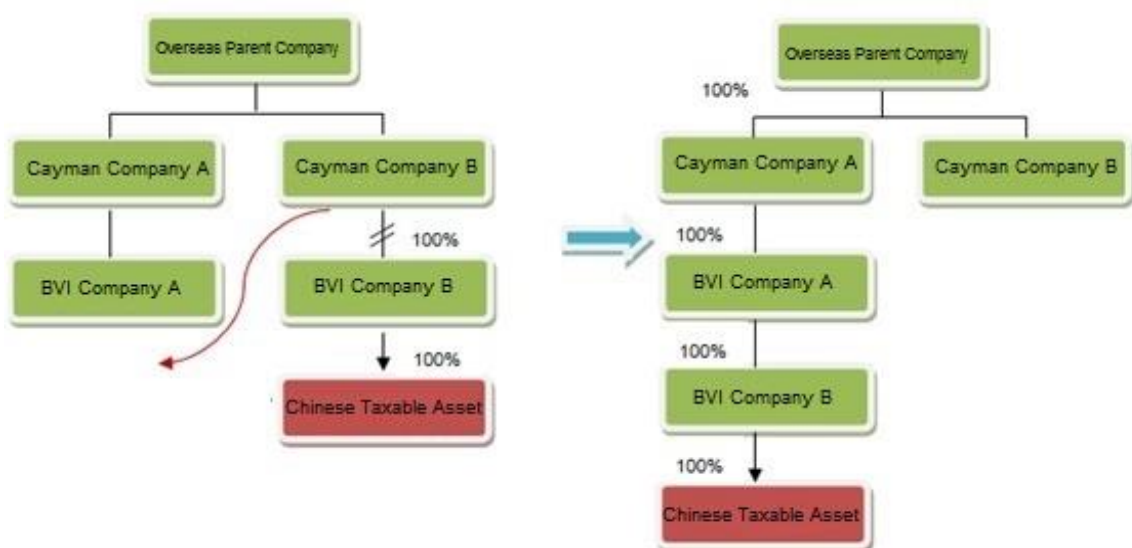 Overseas Parent Company
Cayman Company A
Cayman Company B
100%
BVI Company A
BVI Company B
100%
Chinese Taxable Asset
Overseas Parent Company
100%
Cayman Company A
Cayman Company B
100%
BVI Company A
100%
BVI Company B
100%
Chinese Taxable Asset